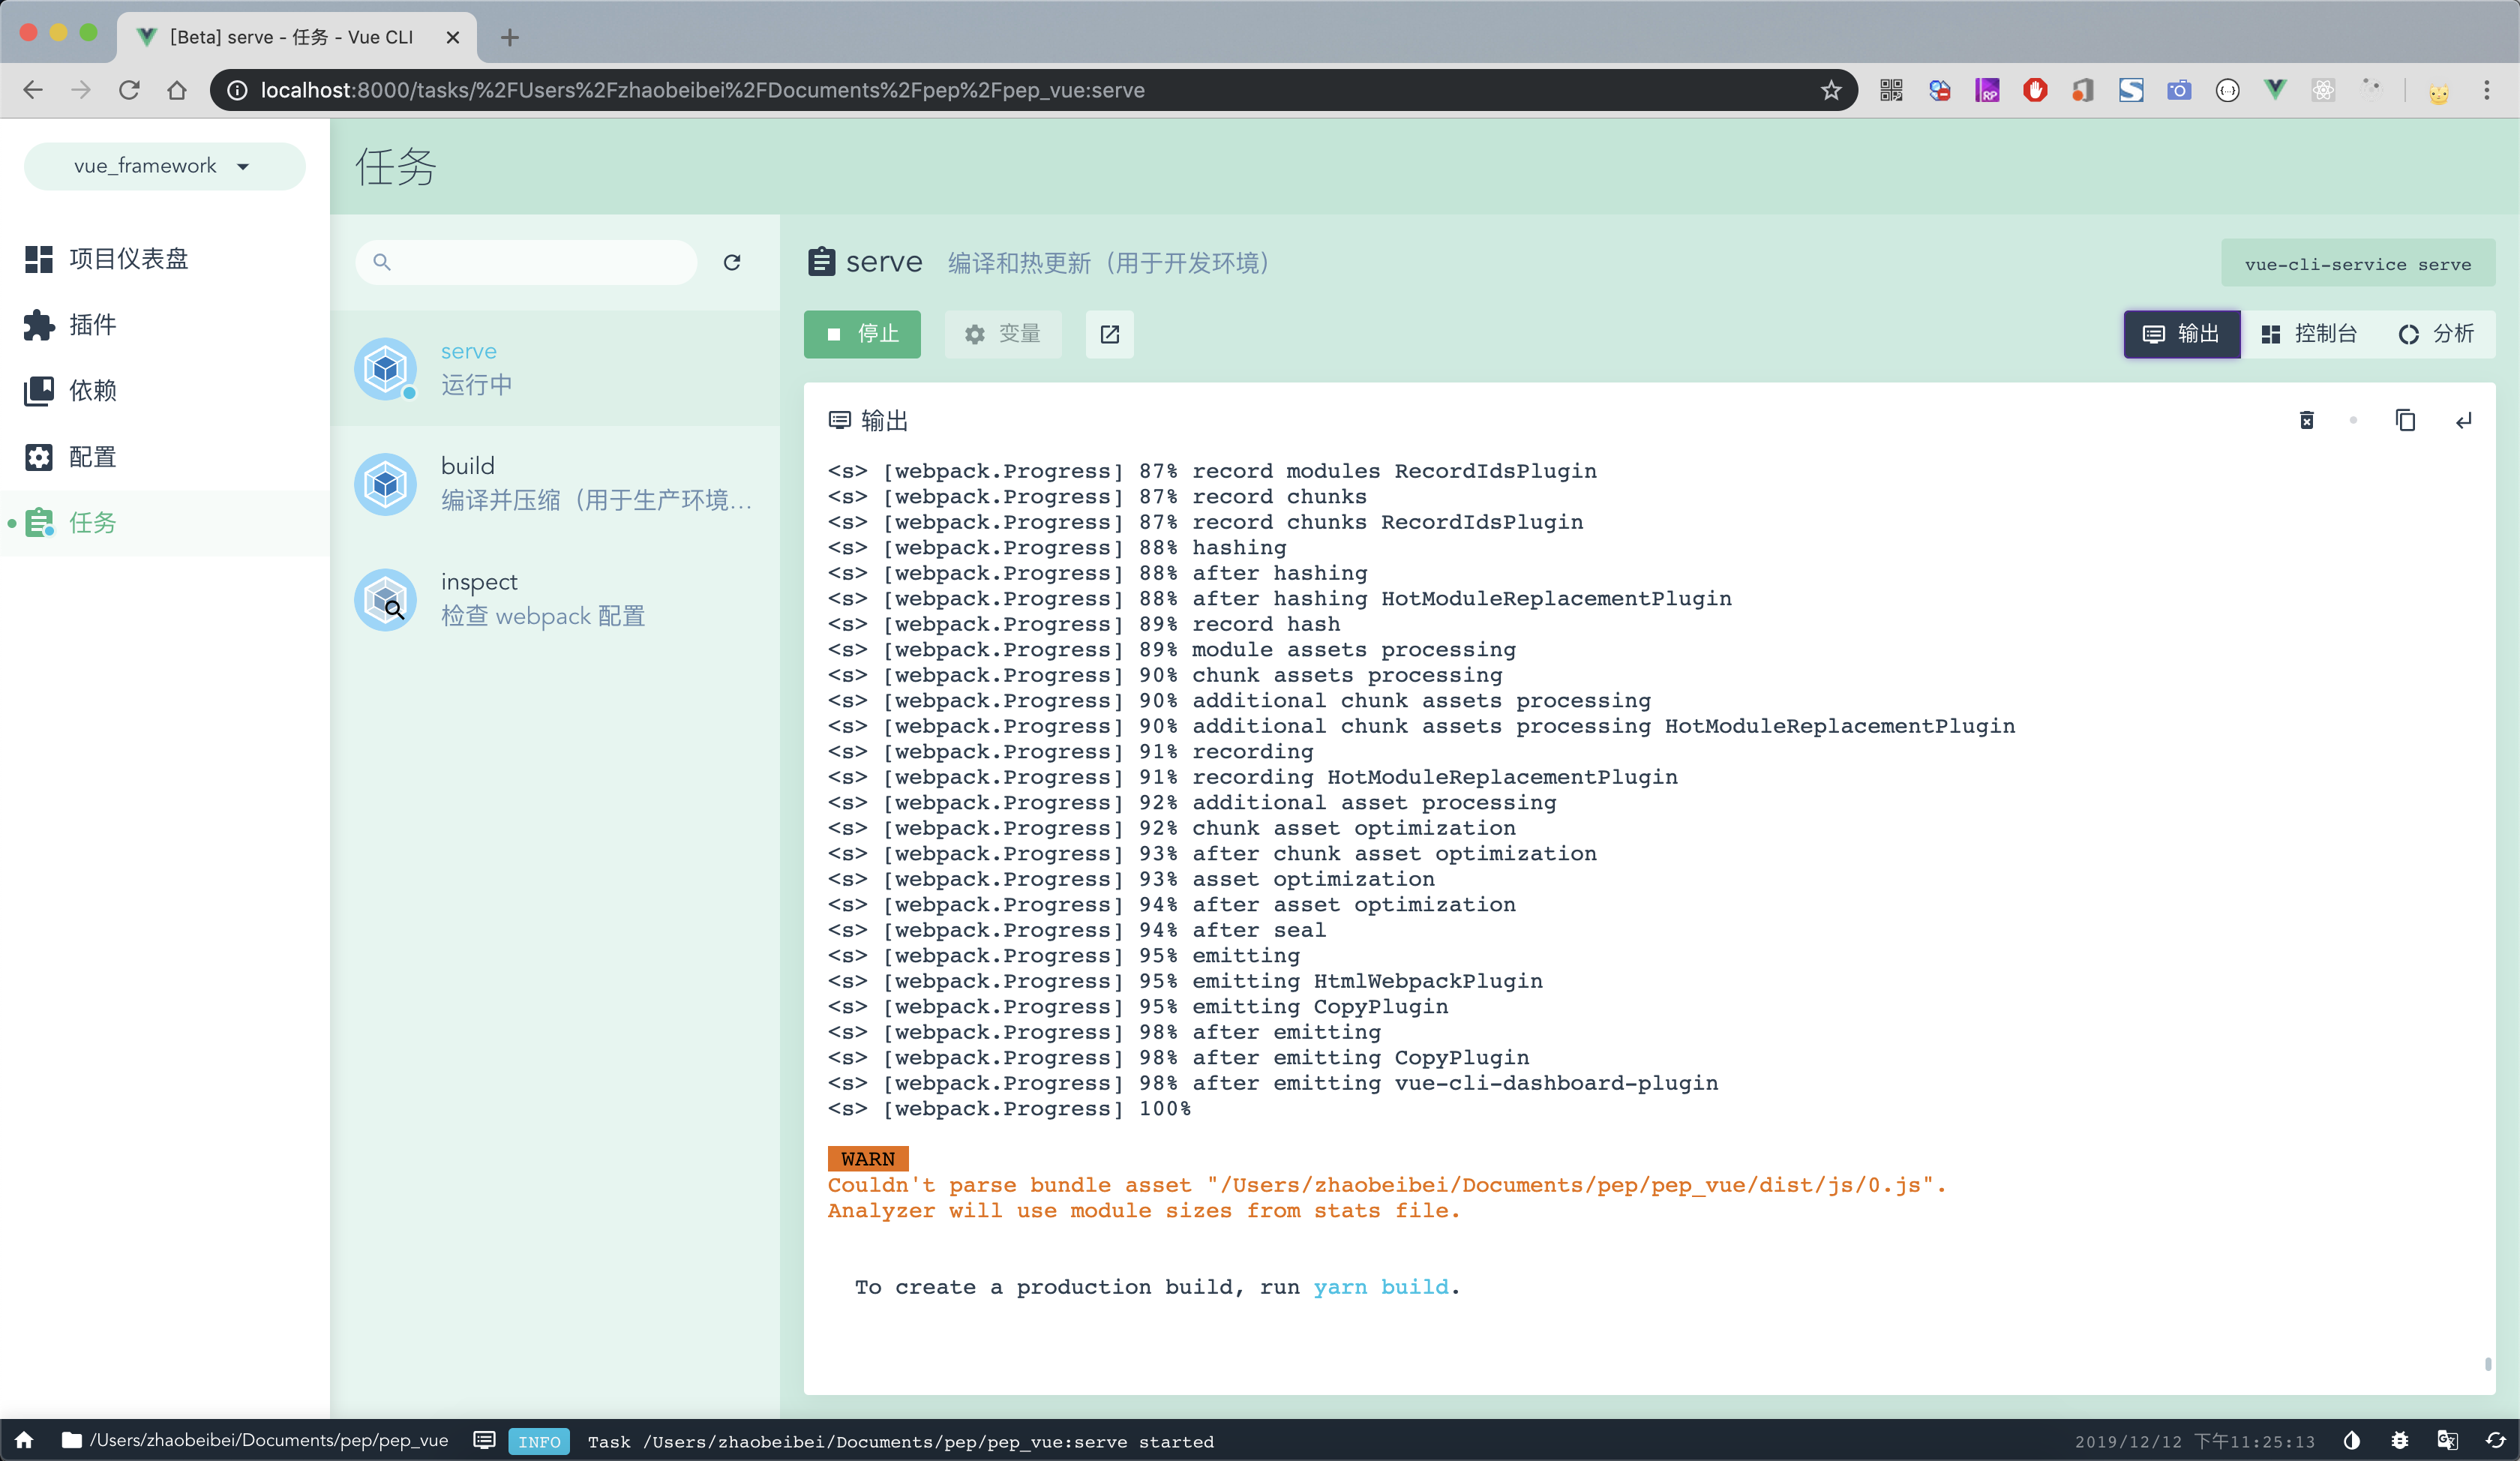 [Beta] serve - 任务 - Vue CLI
localhost:8000/tasks/%2FUsers%2Fzhaobeibei%2FDocuments%2Fpep%2Fpep_vue:serve
vue_framework
项目仪表盘
插件
依赖
配置
任务
任务
serve
运行中
build
编译并压缩（用于生产环境...
inspect
检查 webpack 配置
serve 编译和热更新（用于开发环境）
vue-cli-service serve
停止 变量
输出 控制台 分析
输出
<s> [webpack.Progress] 87% record modules RecordIdsPlugin
<s> [webpack.Progress] 87% record chunks
<s> [webpack.Progress] 87% record chunks RecordIdsPlugin
<s> [webpack.Progress] 88% hashing
<s> [webpack.Progress] 88% after hashing
<s> [webpack.Progress] 88% after hashing HotModuleReplacementPlugin
<s> [webpack.Progress] 89% record hash
<s> [webpack.Progress] 89% module assets processing
<s> [webpack.Progress] 90% chunk assets processing
<s> [webpack.Progress] 90% additional chunk assets processing
<s> [webpack.Progress] 90% additional chunk assets processing HotModuleReplacementPlugin
<s> [webpack.Progress] 91% recording
<s> [webpack.Progress] 91% recording HotModuleReplacementPlugin
<s> [webpack.Progress] 92% additional asset processing
<s> [webpack.Progress] 92% chunk asset optimization
<s> [webpack.Progress] 93% after chunk asset optimization
<s> [webpack.Progress] 93% asset optimization
<s> [webpack.Progress] 94% after asset optimization
<s> [webpack.Progress] 94% after seal
<s> [webpack.Progress] 95% emitting
<s> [webpack.Progress] 95% emitting HtmlWebpackPlugin
<s> [webpack.Progress] 95% emitting CopyPlugin
<s> [webpack.Progress] 98% after emitting
<s> [webpack.Progress] 98% after emitting CopyPlugin
<s> [webpack.Progress] 98% after emitting vue-cli-dashboard-plugin
<s> [webpack.Progress] 100%
WARN
Couldn't parse bundle asset "/Users/zhaobeibei/Documents/pep/pep_vue/dist/js/0.js".
Analyzer will use module sizes from stats file.
To create a production build, run yarn build.
/Users/zhaobeibei/Documents/pep/pep_vue
INFO Task /Users/zhaobeibei/Documents/pep/pep_vue:serve started
2019/12/12 下午11:25:13